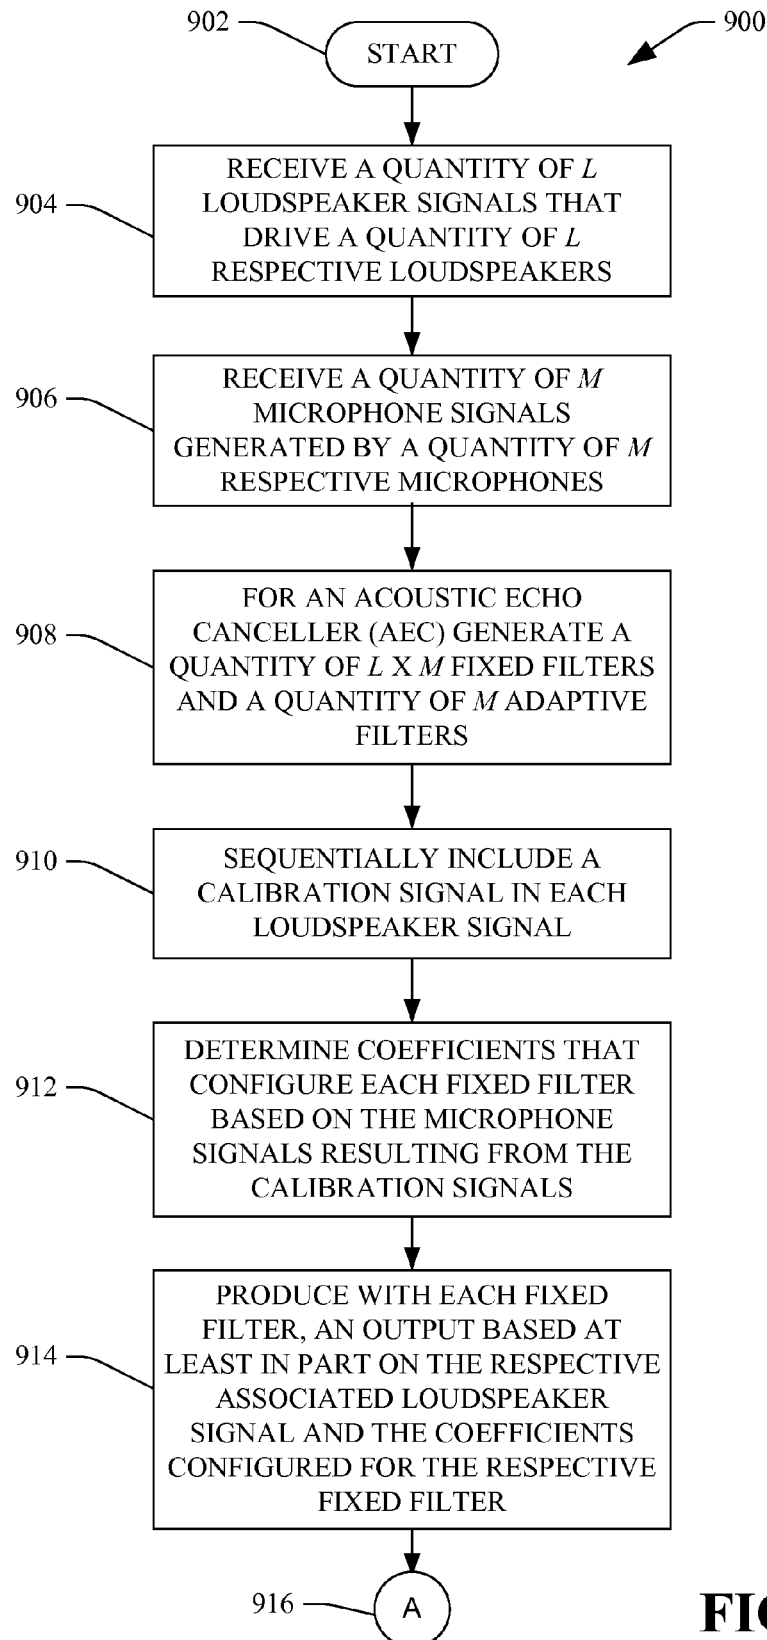 902
START
900
904
RECEIVE A QUANTITY OF L
LOUDSPEAKER SIGNALS THAT
DRIVE A QUANTITY OF L
RESPECTIVE LOUDSPEAKERS
906
RECEIVE A QUANTITY OF M
MICROPHONE SIGNALS
GENERATED BY A QUANTITY OF M
RESPECTIVE MICROPHONES
908
FOR AN ACOUSTIC ECHO
CANCELLER (AEC) GENERATE A
QUANTITY OF L X M FIXED FILTERS
AND A QUANTITY OF M ADAPTIVE
FILTERS
910
SEQUENTIALLY INCLUDE A
CALIBRATION SIGNAL IN EACH
LOUDSPEAKER SIGNAL
912
DETERMINE COEFFICIENTS THAT
CONFIGURE EACH FIXED FILTER
BASED ON THE MICROPHONE
SIGNALS RESULTING FROM THE
CALIBRATION SIGNALS
914
PRODUCE WITH EACH FIXED
FILTER, AN OUTPUT BASED AT
LEAST IN PART ON THE RESPECTIVE
ASSOCIATED LOUDSPEAKER
SIGNAL AND THE COEFFICIENTS
CONFIGURED FOR THE RESPECTIVE
FIXED FILTER
916
A